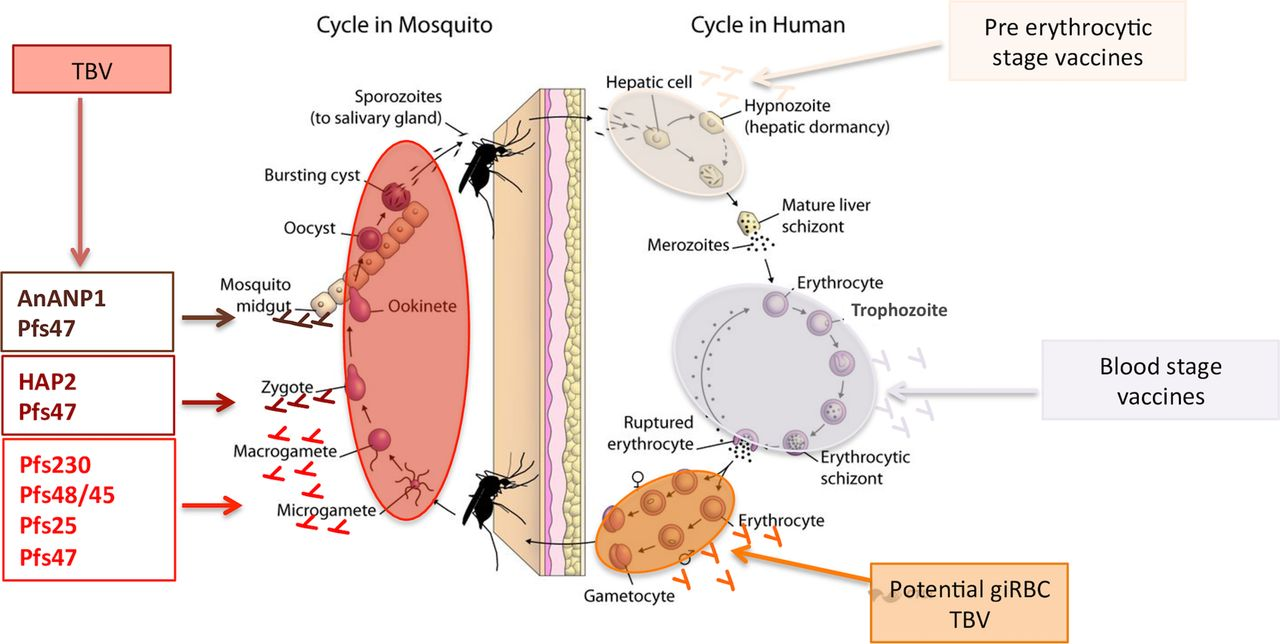 Cycle in Mosquito
Cycle in Human
Pre erythrocytic
stage vaccines
TBV
Sporozoites
(to salivary gland)
Hepatic cell
Hypnozoite
(hepatic dormancy)
Bursting cyst
Oocyst
Mature liver
schizont
Merozoites
Mosquito
midgut
Ookinete
Erythrocyte
Trophozoite
AnANP1
Pfs47
HAP2
Pfs47
Zygote
Blood stage
vaccines
Macrogamete
Ruptured
erythrocyte
Erythrocytic
schizont
Pfs230
Pfs48/45
Pfs25
Pfs47
Microgamete
♀
Erythrocyte
♂
Gametocyte
Potential giRBC
TBV